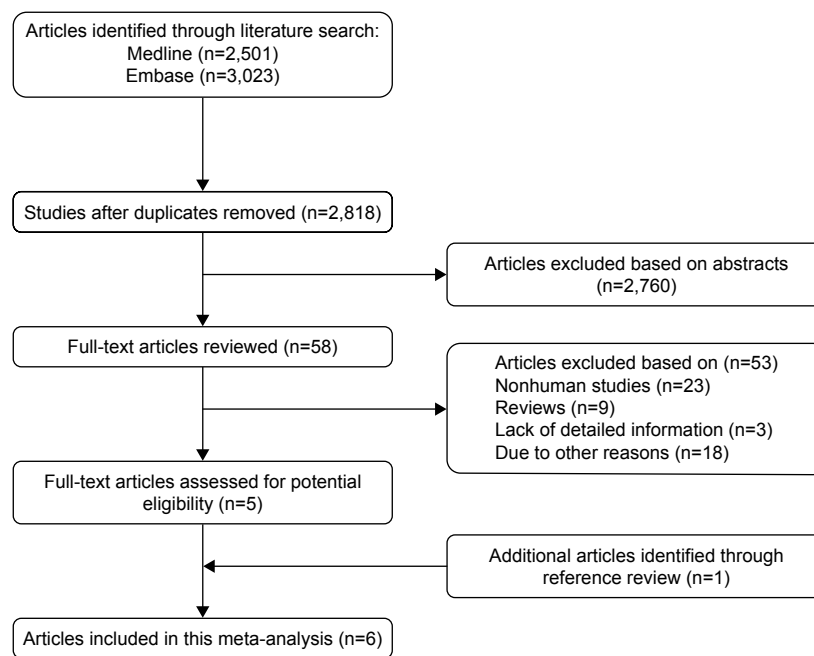 Articles identified through literature search:
Medline (n=2,501)
Embase (n=3,023)
Studies after duplicates removed (n=2,818)
Articles excluded based on abstracts
(n=2,760)
Full-text articles reviewed (n=58)
Articles excluded based on (n=53)
Nonhuman studies (n=23)
Reviews (n=9)
Lack of detailed information (n=3)
Due to other reasons (n=18)
Full-text articles assessed for potential
eligibility (n=5)
Additional articles identified through
reference review (n=1)
Articles included in this meta-analysis (n=6)